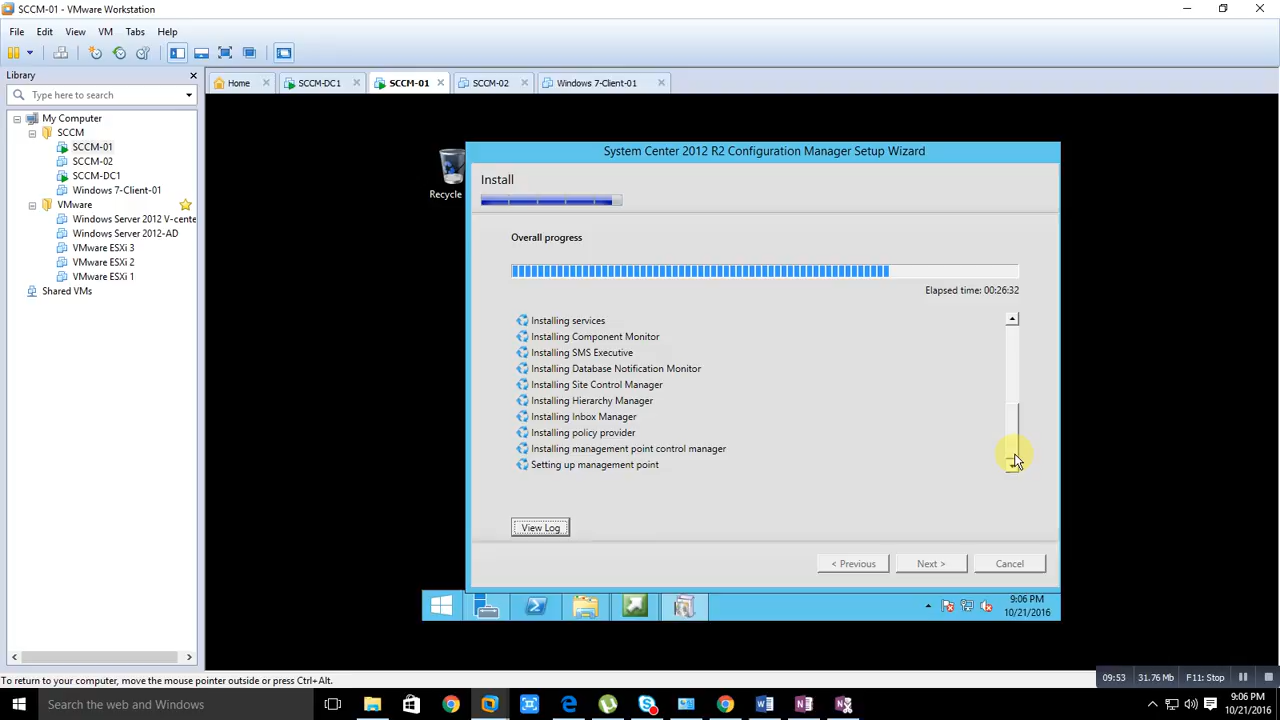 SCCM-01 - VMware Workstation
File Edit View VM Tabs Help
Library
Type here to search
My Computer
SCCM
SCCM-01
SCCM-02
SCCM-DC1
Windows 7-Client-01
VMware
Windows Server 2012 V-cente
Windows Server 2012-AD
VMware ESXi 3
VMware ESXi 2
VMware ESXi 1
Shared VMs
Home SCCM-DC1 SCCM-01 SCCM-02 Windows 7-Client-01
Recycle
System Center 2012 R2 Configuration Manager Setup Wizard
Install
Overall progress
Elapsed time: 00:26:32
Installing services
Installing Component Monitor
Installing SMS Executive
Installing Database Notification Monitor
Installing Site Control Manager
Installing Hierarchy Manager
Installing Inbox Manager
Installing policy provider
Installing management point control manager
Setting up management point
View Log
< Previous Next > Cancel
9:06 PM
10/21/2016
To return to your computer, move the mouse pointer outside or press Ctrl+Alt.
09:53 31.76 Mb F11: Stop
Search the web and Windows
9:06 PM
10/21/2016